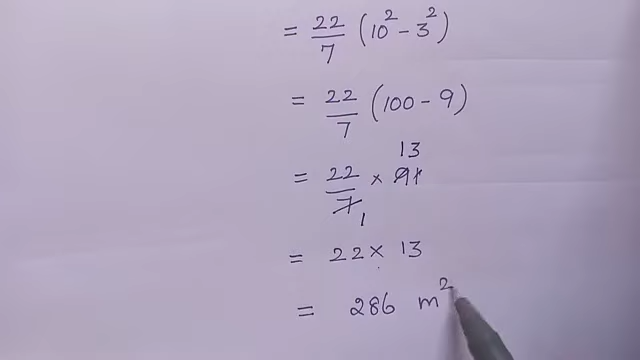 = 22/7 (10² - 3²)
= 22/7 (100 - 9)
13
= 22/7 × 91
1
= 22 × 13
= 286 m²